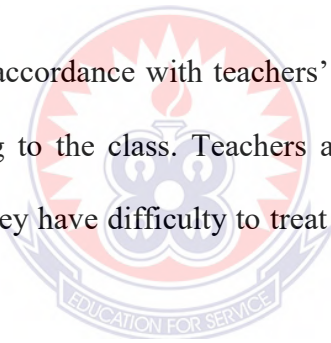 accordance with teachers’
g to the class. Teachers a
ey have difficulty to treat
EDUCATION FOR SERVICE